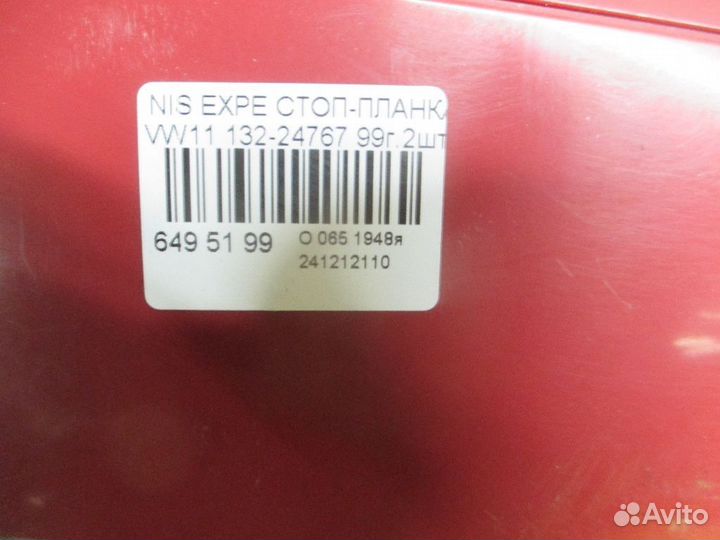 NIS EXPE СТОП-ПЛАНКА
VW11 132-24767 99г.2шт
649 51 99
О 065 1948я
241212110
Avito